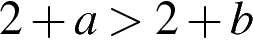 2 + a > 2 + b